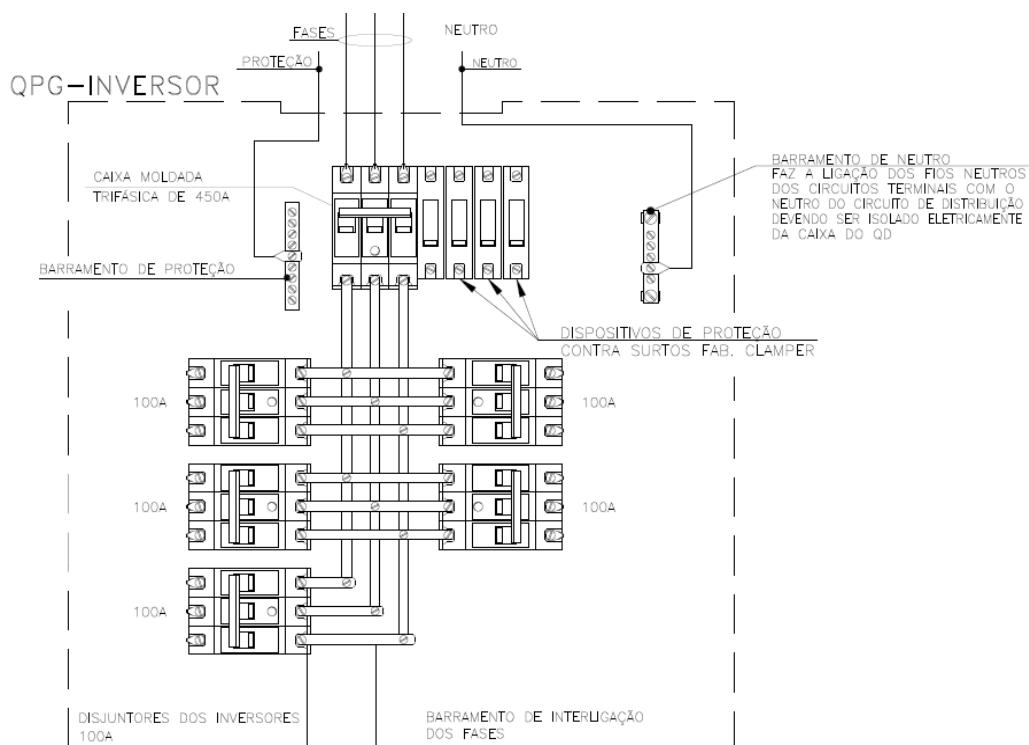 FASES
NEUTRO
PROTEÇÃO
NEUTRO
QPG-INVERSOR
CAIXA MOLDADA
TRIFÁSICA DE 450A
BARRAMENTO DE NEUTRO
FAZ A LIGAÇÃO DOS FIOS NEUTROS
DOS CIRCUITOS TERMINAIS COM O
NEUTRO DO CIRCUITO DE DISTRIBUIÇÃO
DEVENDO SER ISOLADO ELETRICAMENTE
DA CAIXA DO QD
BARRAMENTO DE PROTEÇÃO
DISPOSITIVOS DE PROTEÇÃO
CONTRA SURTOS FAB. CLAMPER
100A
100A
100A
100A
100A
DISJUNTORES DOS INVERSORES
100A
BARRAMENTO DE INTERLIGAÇÃO
DOS FASES